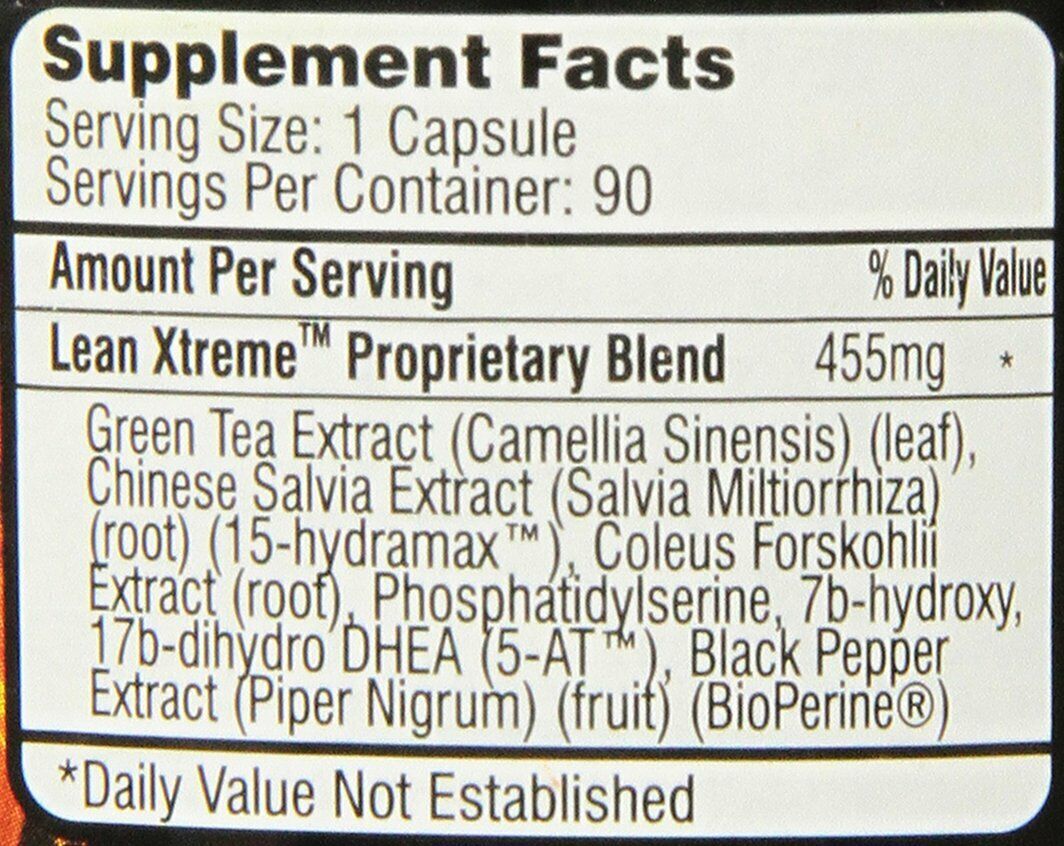 Supplement Facts
Serving Size: 1 Capsule
Servings Per Container: 90
Amount Per Serving % Daily Value
Lean Xtreme™ Proprietary Blend 455mg *
Green Tea Extract (Camellia Sinensis) (leaf),
Chinese Salvia Extract (Salvia Miltiorrhiza)
(root) (15-hydramax™), Coleus Forskohlii
Extract (root), Phosphatidylserine, 7b-hydroxy,
17b-dihydro DHEA (5-AT™), Black Pepper
Extract (Piper Nigrum) (fruit) (BioPerine®)
*Daily Value Not Established